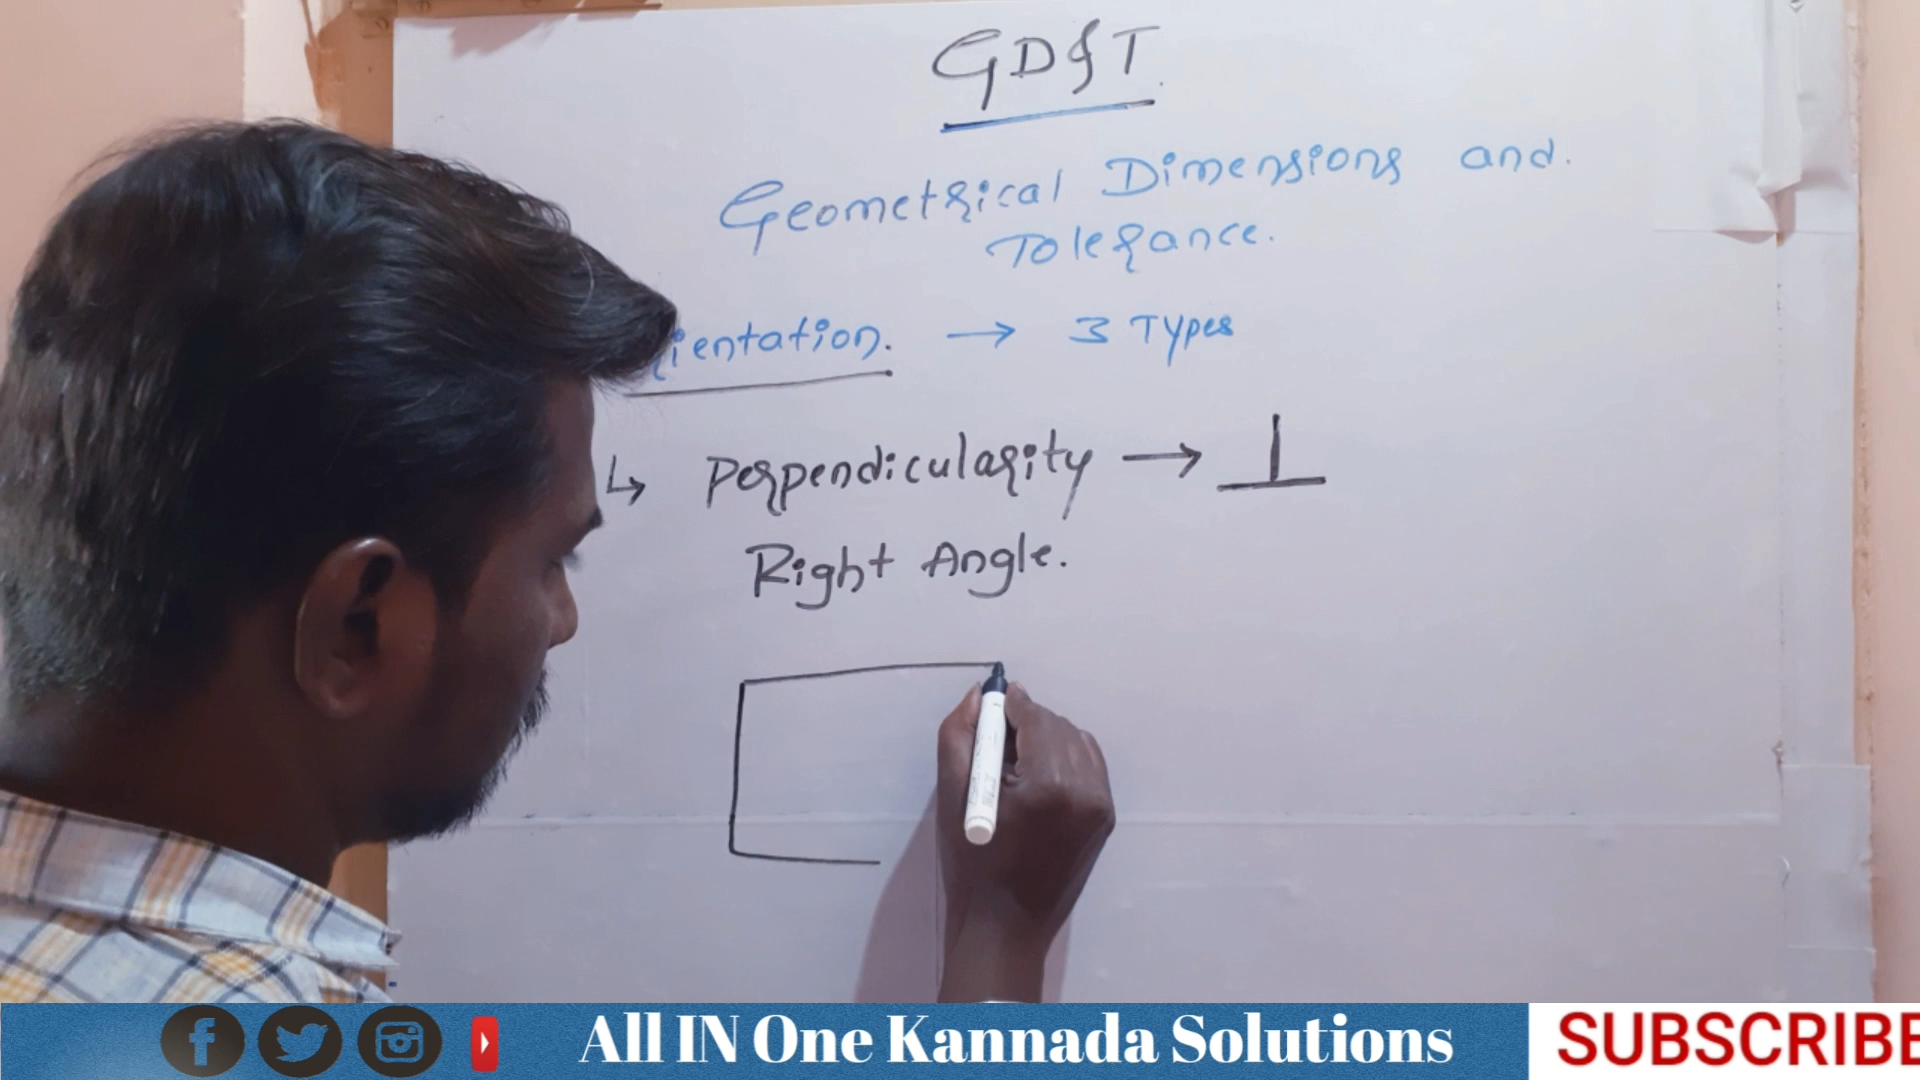 GD&T.
Geometrical Dimensions and.
Tolerance.
ientation. → 3 Types
↳ Perpendicularity → ⊥
Right Angle.
All IN One Kannada Solutions
SUBSCRIBE